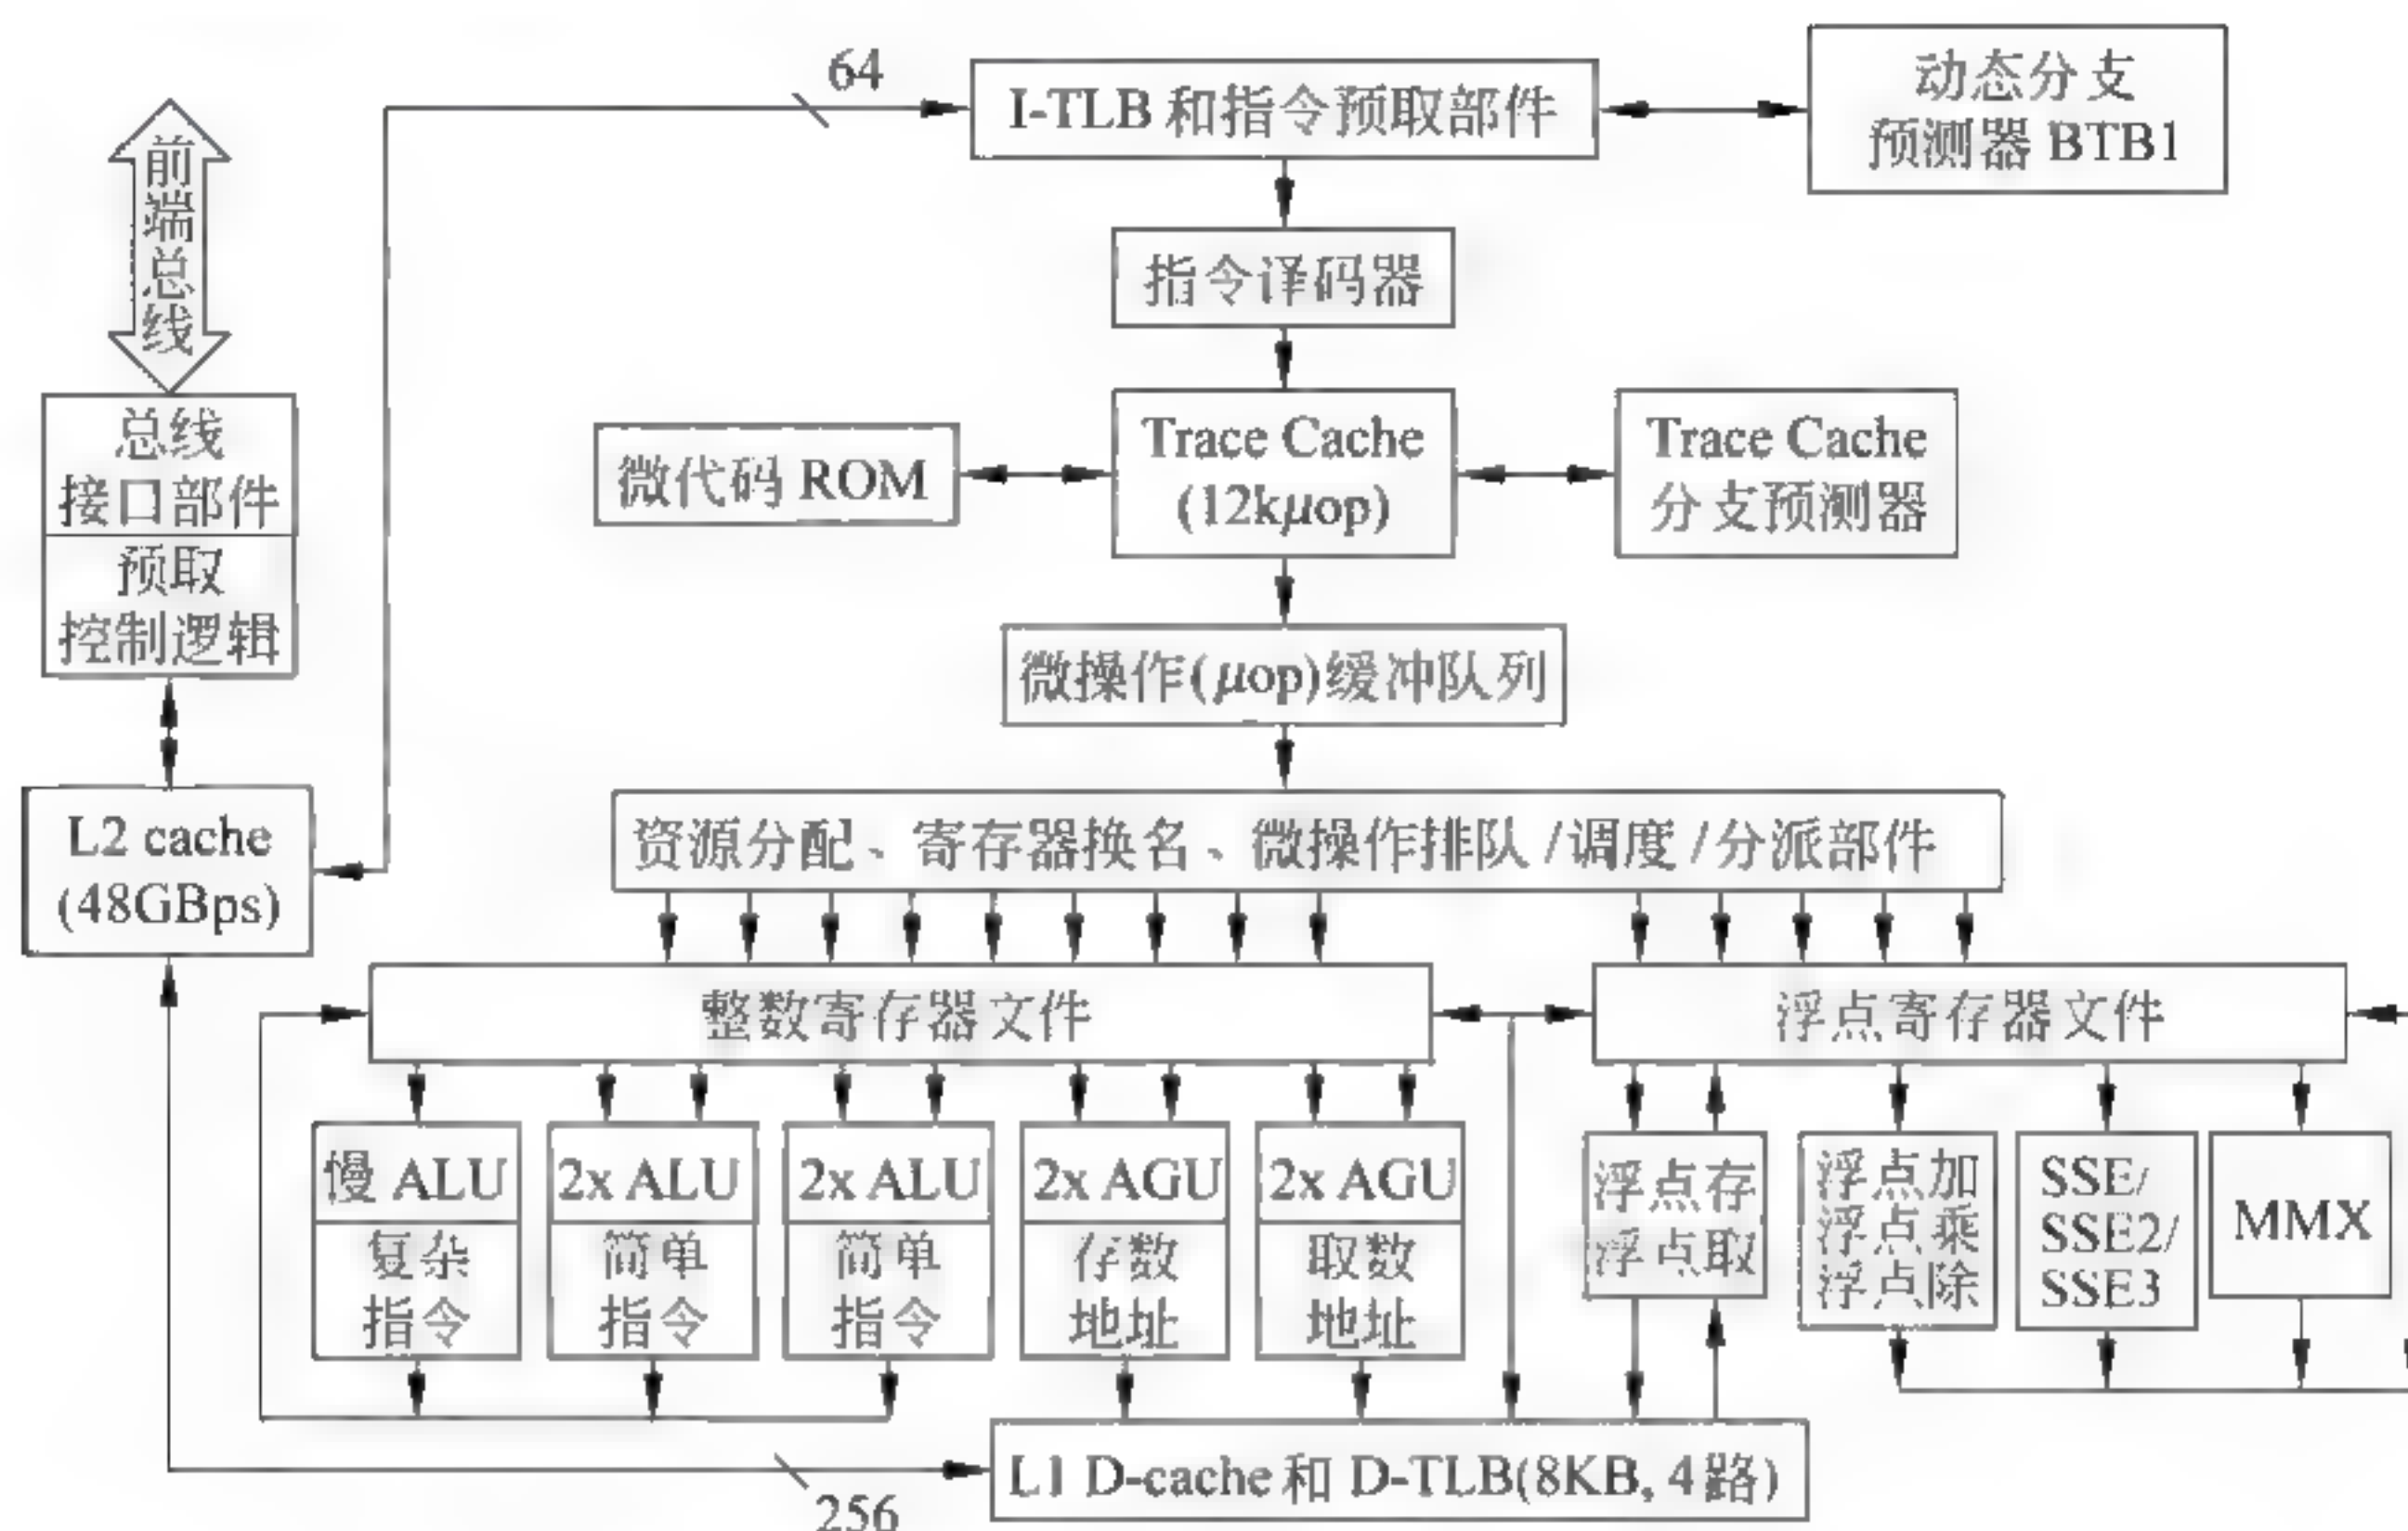 64
I-TLB 和指令预取部件
动态分支
预测器 BTB1
前端总线
指令译码器
总线
接口部件
预取
控制逻辑
微代码 ROM
Trace Cache
(12kμop)
Trace Cache
分支预测器
微操作(μop)缓冲队列
L2 cache
(48GBps)
资源分配、寄存器换名、微操作排队/调度/分派部件
整数寄存器文件
浮点寄存器文件
慢 ALU
复杂
指令
2x ALU
简单
指令
2x ALU
简单
指令
2x AGU
存数
地址
2x AGU
取数
地址
浮点存
浮点取
浮点加
浮点乘
浮点除
SSE/
SSE2/
SSE3
MMX
256
L1 D-cache 和 D-TLB(8KB, 4路)